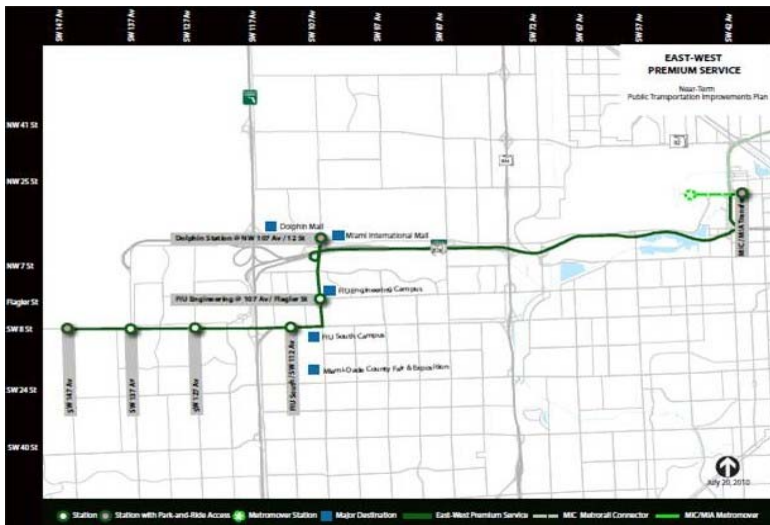 SW 147 Av
SW 137 Av
SW 127 Av
SW 117 Av
SW 107 Av
SW 97 Av
SW 87 Av
SW 72 Av
SW 67 Av
SW 57 Av
SW 42 Av
EAST-WEST
PREMIUM SERVICE
Near-Term
Public Transportation Improvements Plan
NW 41 St
NW 25 St
NW 7 St
Flagler St
SW 8 St
SW 24 St
SW 40 St
Dolphin Mall
Dolphin Station @ NW 107 Av / 12 St
Miami International Mall
MIC/MIA Transfer
FIU Engineering Campus
FIU Engineering @ 107 Av / Flagler St
FIU South Campus
Miami-Dade County Fair & Exposition
SW 147 Av
SW 137 Av
SW 127 Av
FIU South / SW 112 Av
July 20, 2010
Station
Station with Park-and-Ride Access
Metromover Station
Major Destination
East-West Premium Service
MIC Metrorail Connector
MIC/MIA Metromover